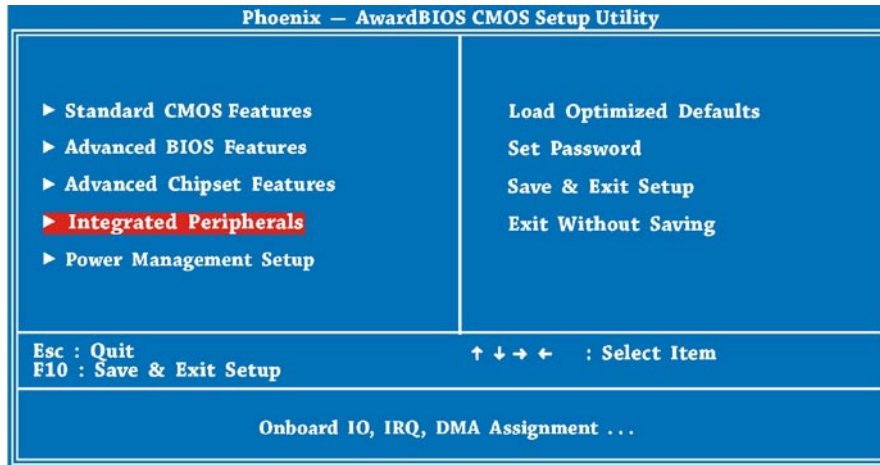 Phoenix — AwardBIOS CMOS Setup Utility
► Standard CMOS Features
► Advanced BIOS Features
► Advanced Chipset Features
► Integrated Peripherals
► Power Management Setup
Load Optimized Defaults
Set Password
Save & Exit Setup
Exit Without Saving
Esc : Quit
F10 : Save & Exit Setup
↑ ↓ → ← : Select Item
Onboard IO, IRQ, DMA Assignment ...